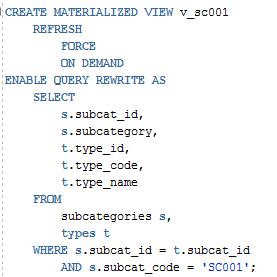 CREATE MATERIALIZED VIEW v_sc001
REFRESH
FORCE
ON DEMAND
ENABLE QUERY REWRITE AS
SELECT
s.subcat_id,
s.subcategory,
t.type_id,
t.type_code,
t.type_name
FROM
subcategories s,
types t
WHERE s.subcat_id = t.subcat_id
AND s.subcat_code = 'SC001';